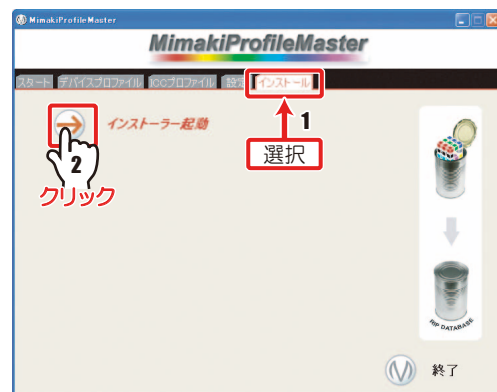 MimakiProfileMaster
MimakiProfileMaster
スタート デバイスプロファイル ICCプロファイル 設定 インストール
インストーラー起動
1
選択
2
クリック
RIP DATABASE
終了